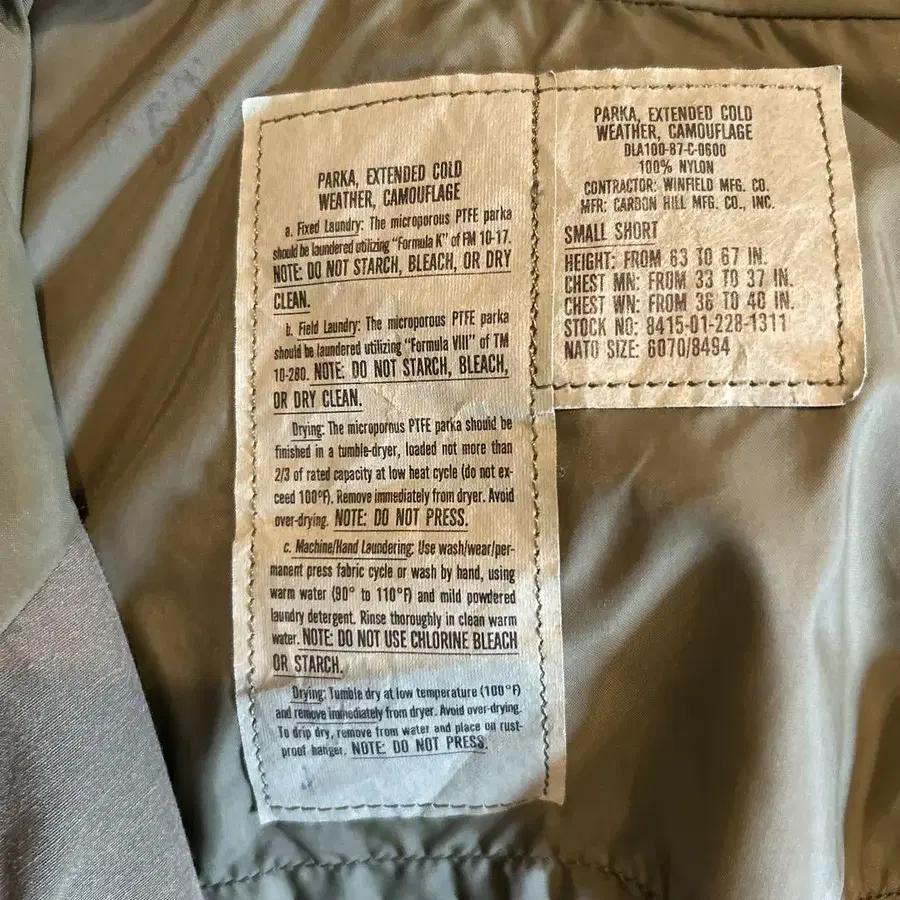 PARKA, EXTENDED COLD
WEATHER, CAMOUFLAGE
a. Fixed Laundry: The microporous PTFE parka
should be laundered utilizing "Formula K" of FM 10-17.
NOTE: DO NOT STARCH, BLEACH, OR DRY
CLEAN.
b. Field Laundry: The microporous PTFE parka
should be laundered utilizing "Formula VIII" of TM
10-280. NOTE: DO NOT STARCH, BLEACH,
OR DRY CLEAN.
Drying: The microporous PTFE parka should be
finished in a tumble-dryer, loaded not more than
2/3 of rated capacity at low heat cycle (do not ex-
ceed 100°F). Remove immediately from dryer. Avoid
over-drying. NOTE: DO NOT PRESS.
c. Machine/Hand Laundering: Use wash/wear/per-
manent press fabric cycle or wash by hand, using
warm water (90° to 110°F) and mild powdered
laundry detergent. Rinse thoroughly in clean warm
water. NOTE: DO NOT USE CHLORINE BLEACH
OR STARCH.
Drying: Tumble dry at low temperature (100°F)
and remove immediately from dryer. Avoid over-drying.
To drip dry, remove from water and place on rust-
proof hanger. NOTE: DO NOT PRESS.
PARKA, EXTENDED COLD
WEATHER, CAMOUFLAGE
DLA100-87-C-0600
100% NYLON
CONTRACTOR: WINFIELD MFG. CO.
MFR: CARBON HILL MFG. CO., INC.
SMALL SHORT
HEIGHT: FROM 63 TO 67 IN.
CHEST MN: FROM 33 TO 37 IN.
CHEST WN: FROM 36 TO 40 IN.
STOCK NO: 8415-01-228-1311
NATO SIZE: 6070/8494